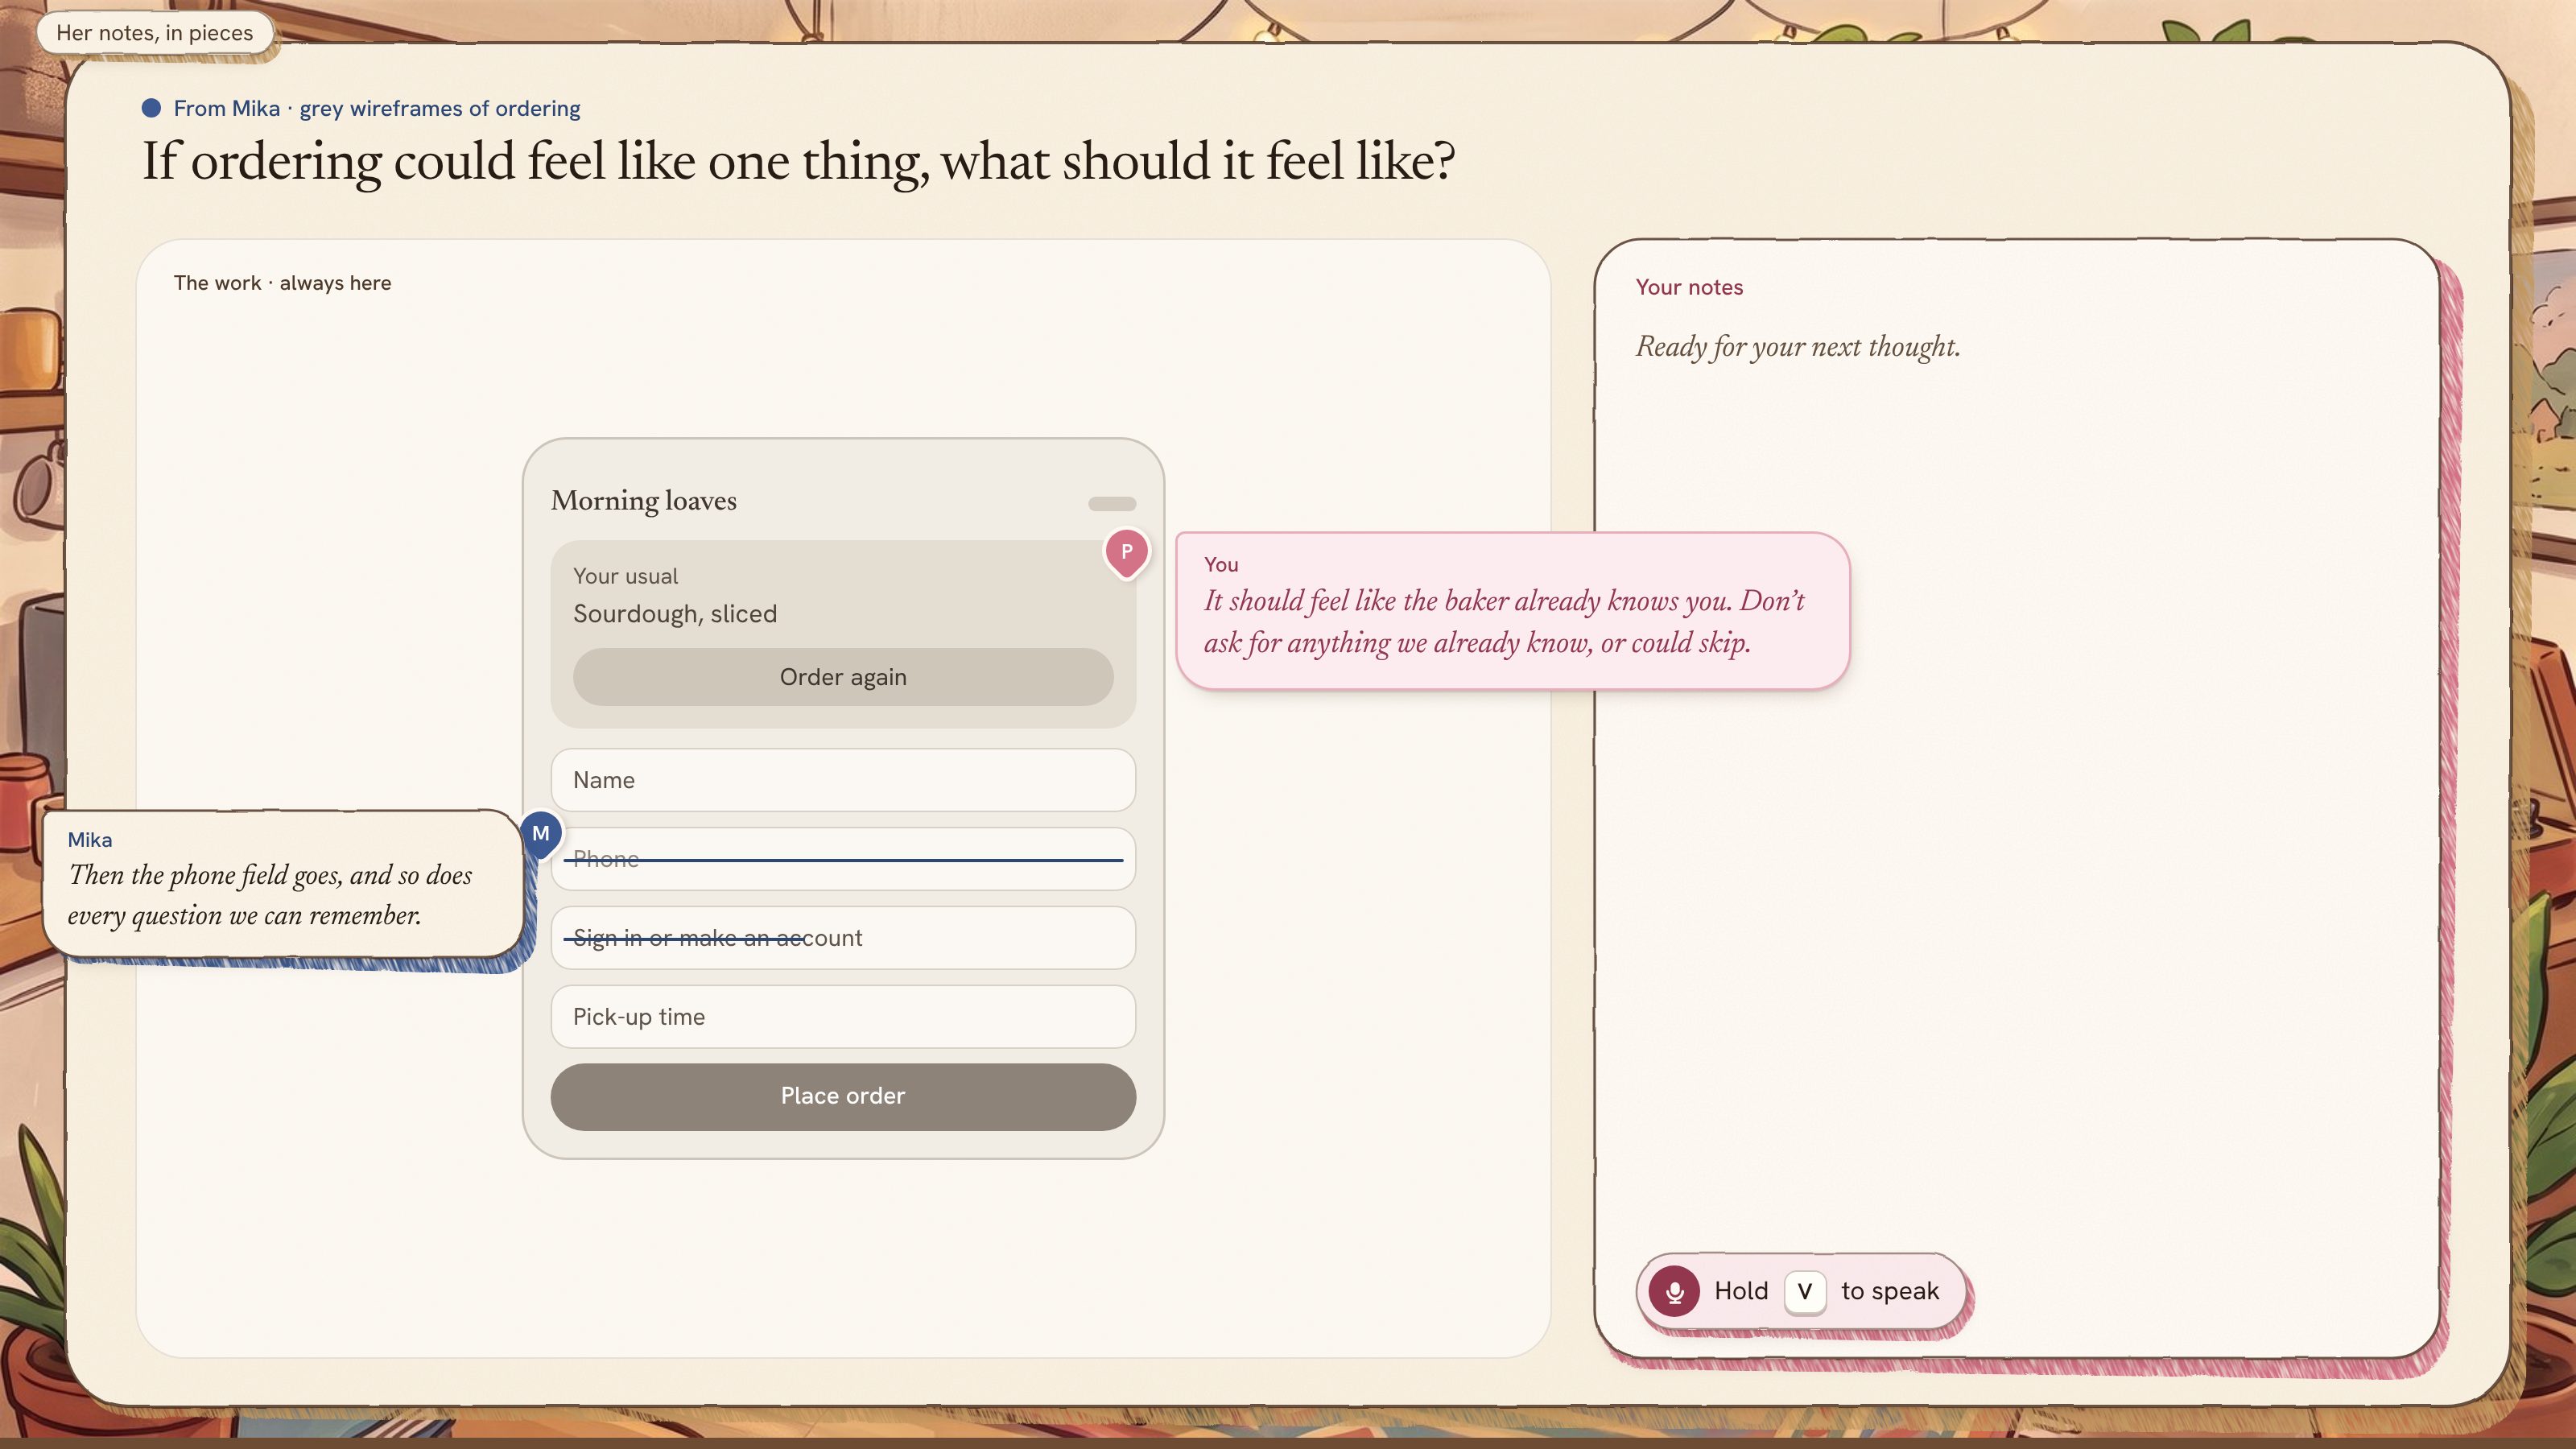 Her notes, in pieces
From Mika · grey wireframes of ordering
If ordering could feel like one thing, what should it feel like?
The work · always here
Morning loaves
Your usual
Sourdough, sliced
Order again
Name
Phone
Sign in or make an account
Pick-up time
Place order
P
You
It should feel like the baker already knows you. Don’t
ask for anything we already know, or could skip.
M
Mika
Then the phone field goes, and so does
every question we can remember.
Your notes
Ready for your next thought.
Hold V to speak